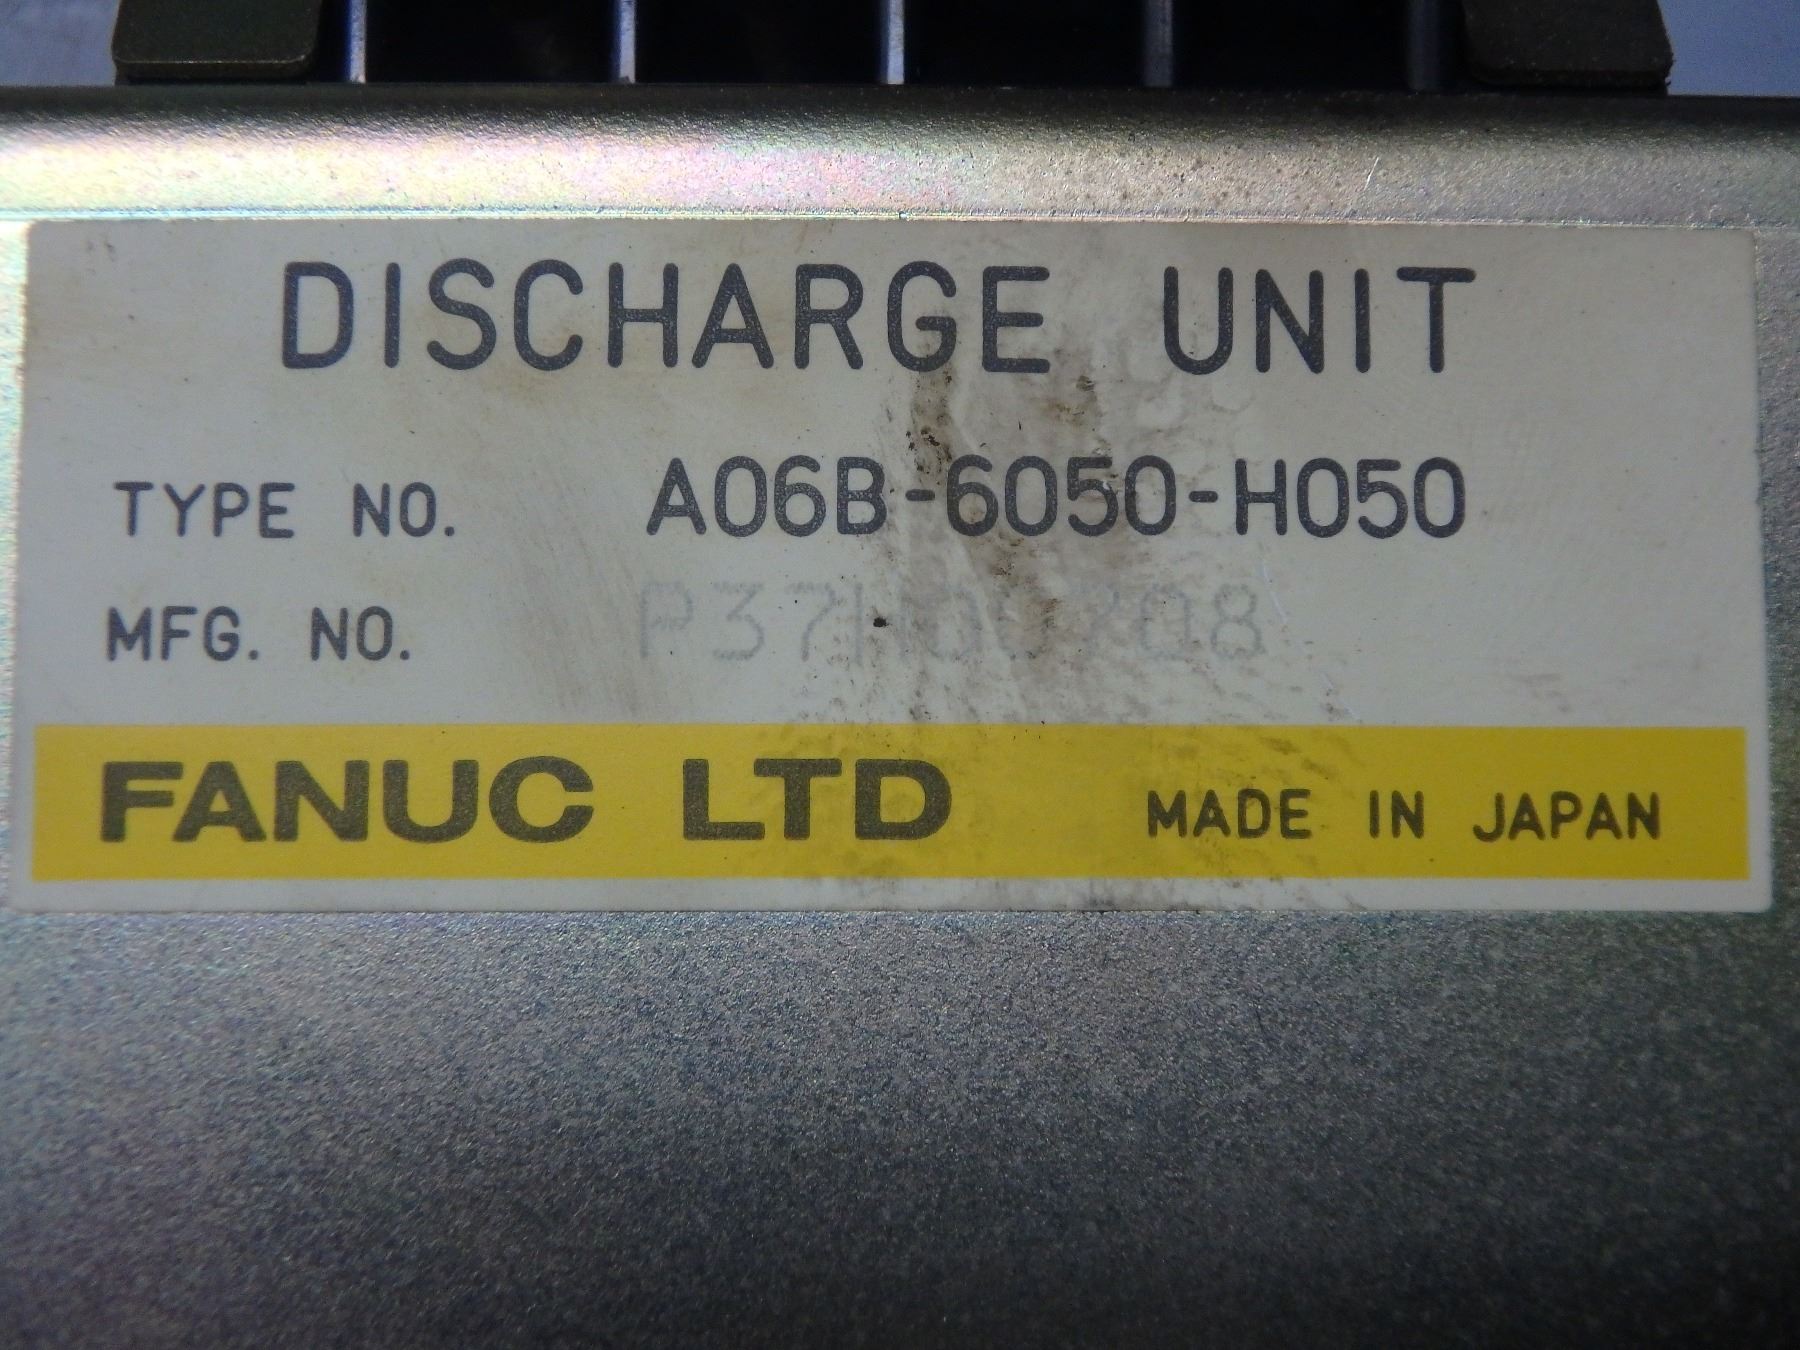 DISCHARGE UNIT
TYPE NO. A06B-6050-H050
MFG. NO.
FANUC LTD MADE IN JAPAN